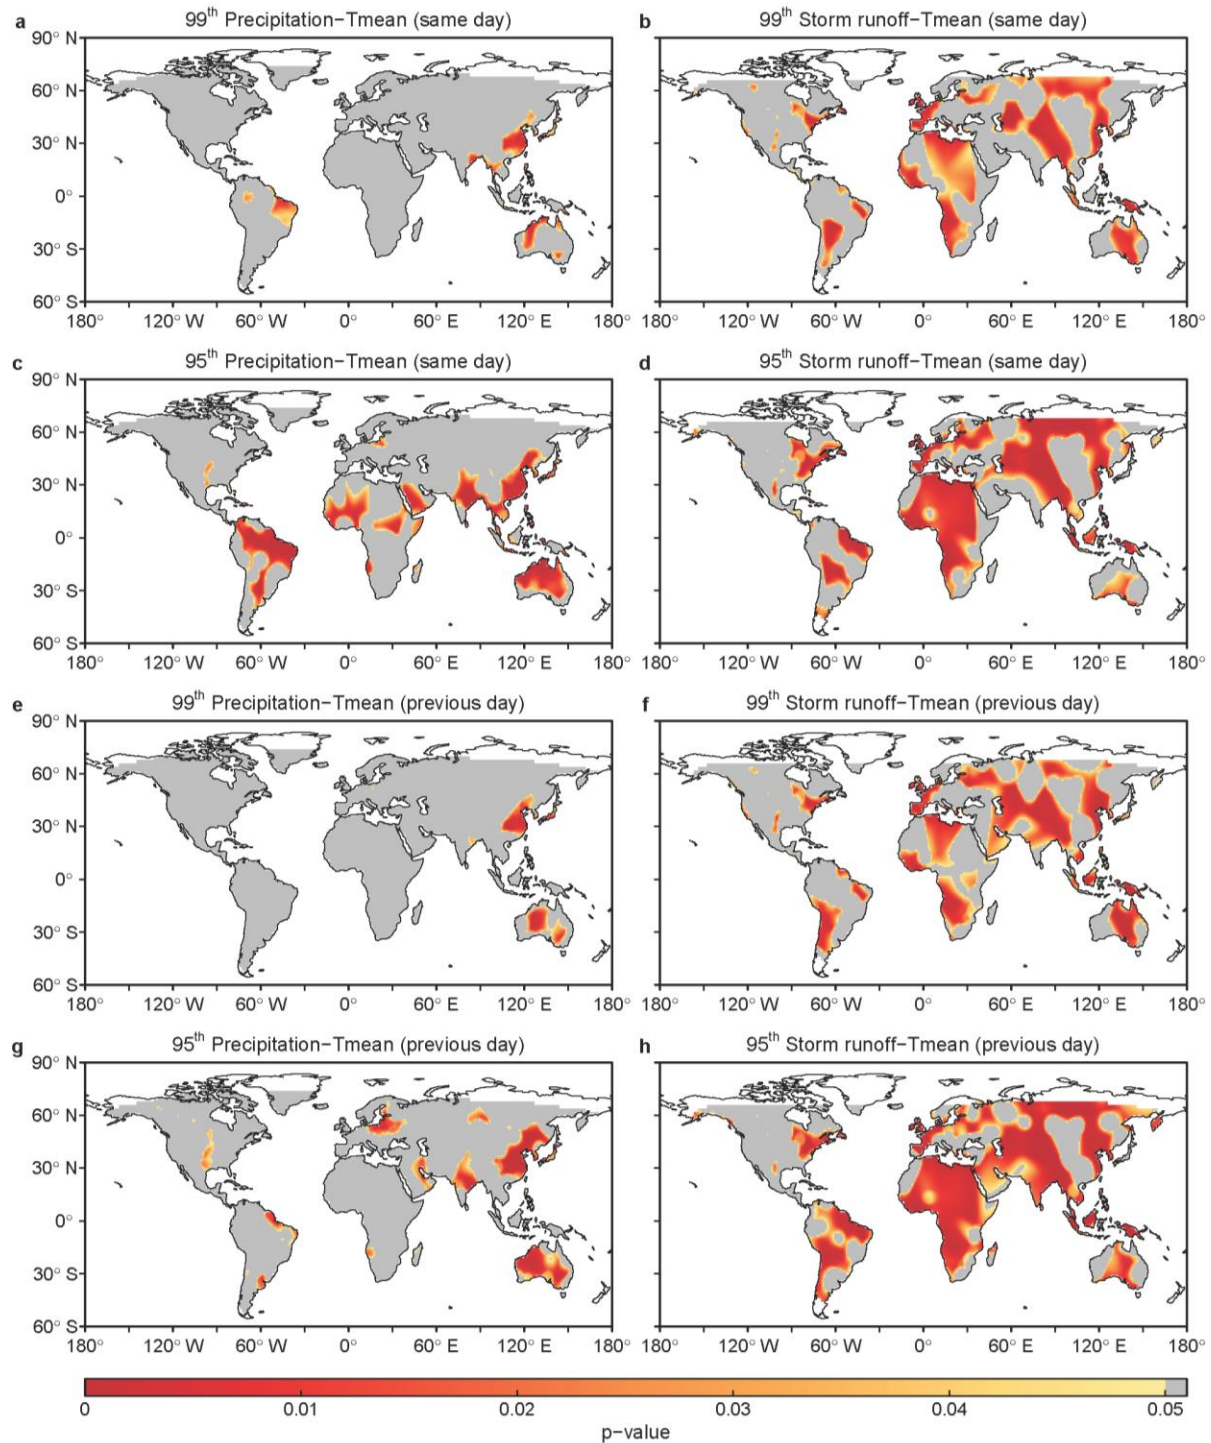 a 99th Precipitation−Tmean (same day)
90° N
60° N
30° N
0°
30° S
60° S
180° 120° W 60° W 0° 60° E 120° E 180°
b 99th Storm runoff−Tmean (same day)
180° 120° W 60° W 0° 60° E 120° E 180°
c 95th Precipitation−Tmean (same day)
90° N
60° N
30° N
0°
30° S
60° S
180° 120° W 60° W 0° 60° E 120° E 180°
d 95th Storm runoff−Tmean (same day)
180° 120° W 60° W 0° 60° E 120° E 180°
e 99th Precipitation−Tmean (previous day)
90° N
60° N
30° N
0°
30° S
60° S
180° 120° W 60° W 0° 60° E 120° E 180°
f 99th Storm runoff−Tmean (previous day)
180° 120° W 60° W 0° 60° E 120° E 180°
g 95th Precipitation−Tmean (previous day)
90° N
60° N
30° N
0°
30° S
60° S
180° 120° W 60° W 0° 60° E 120° E 180°
h 95th Storm runoff−Tmean (previous day)
180° 120° W 60° W 0° 60° E 120° E 180°
0 0.01 0.02 0.03 0.04 0.05
p−value